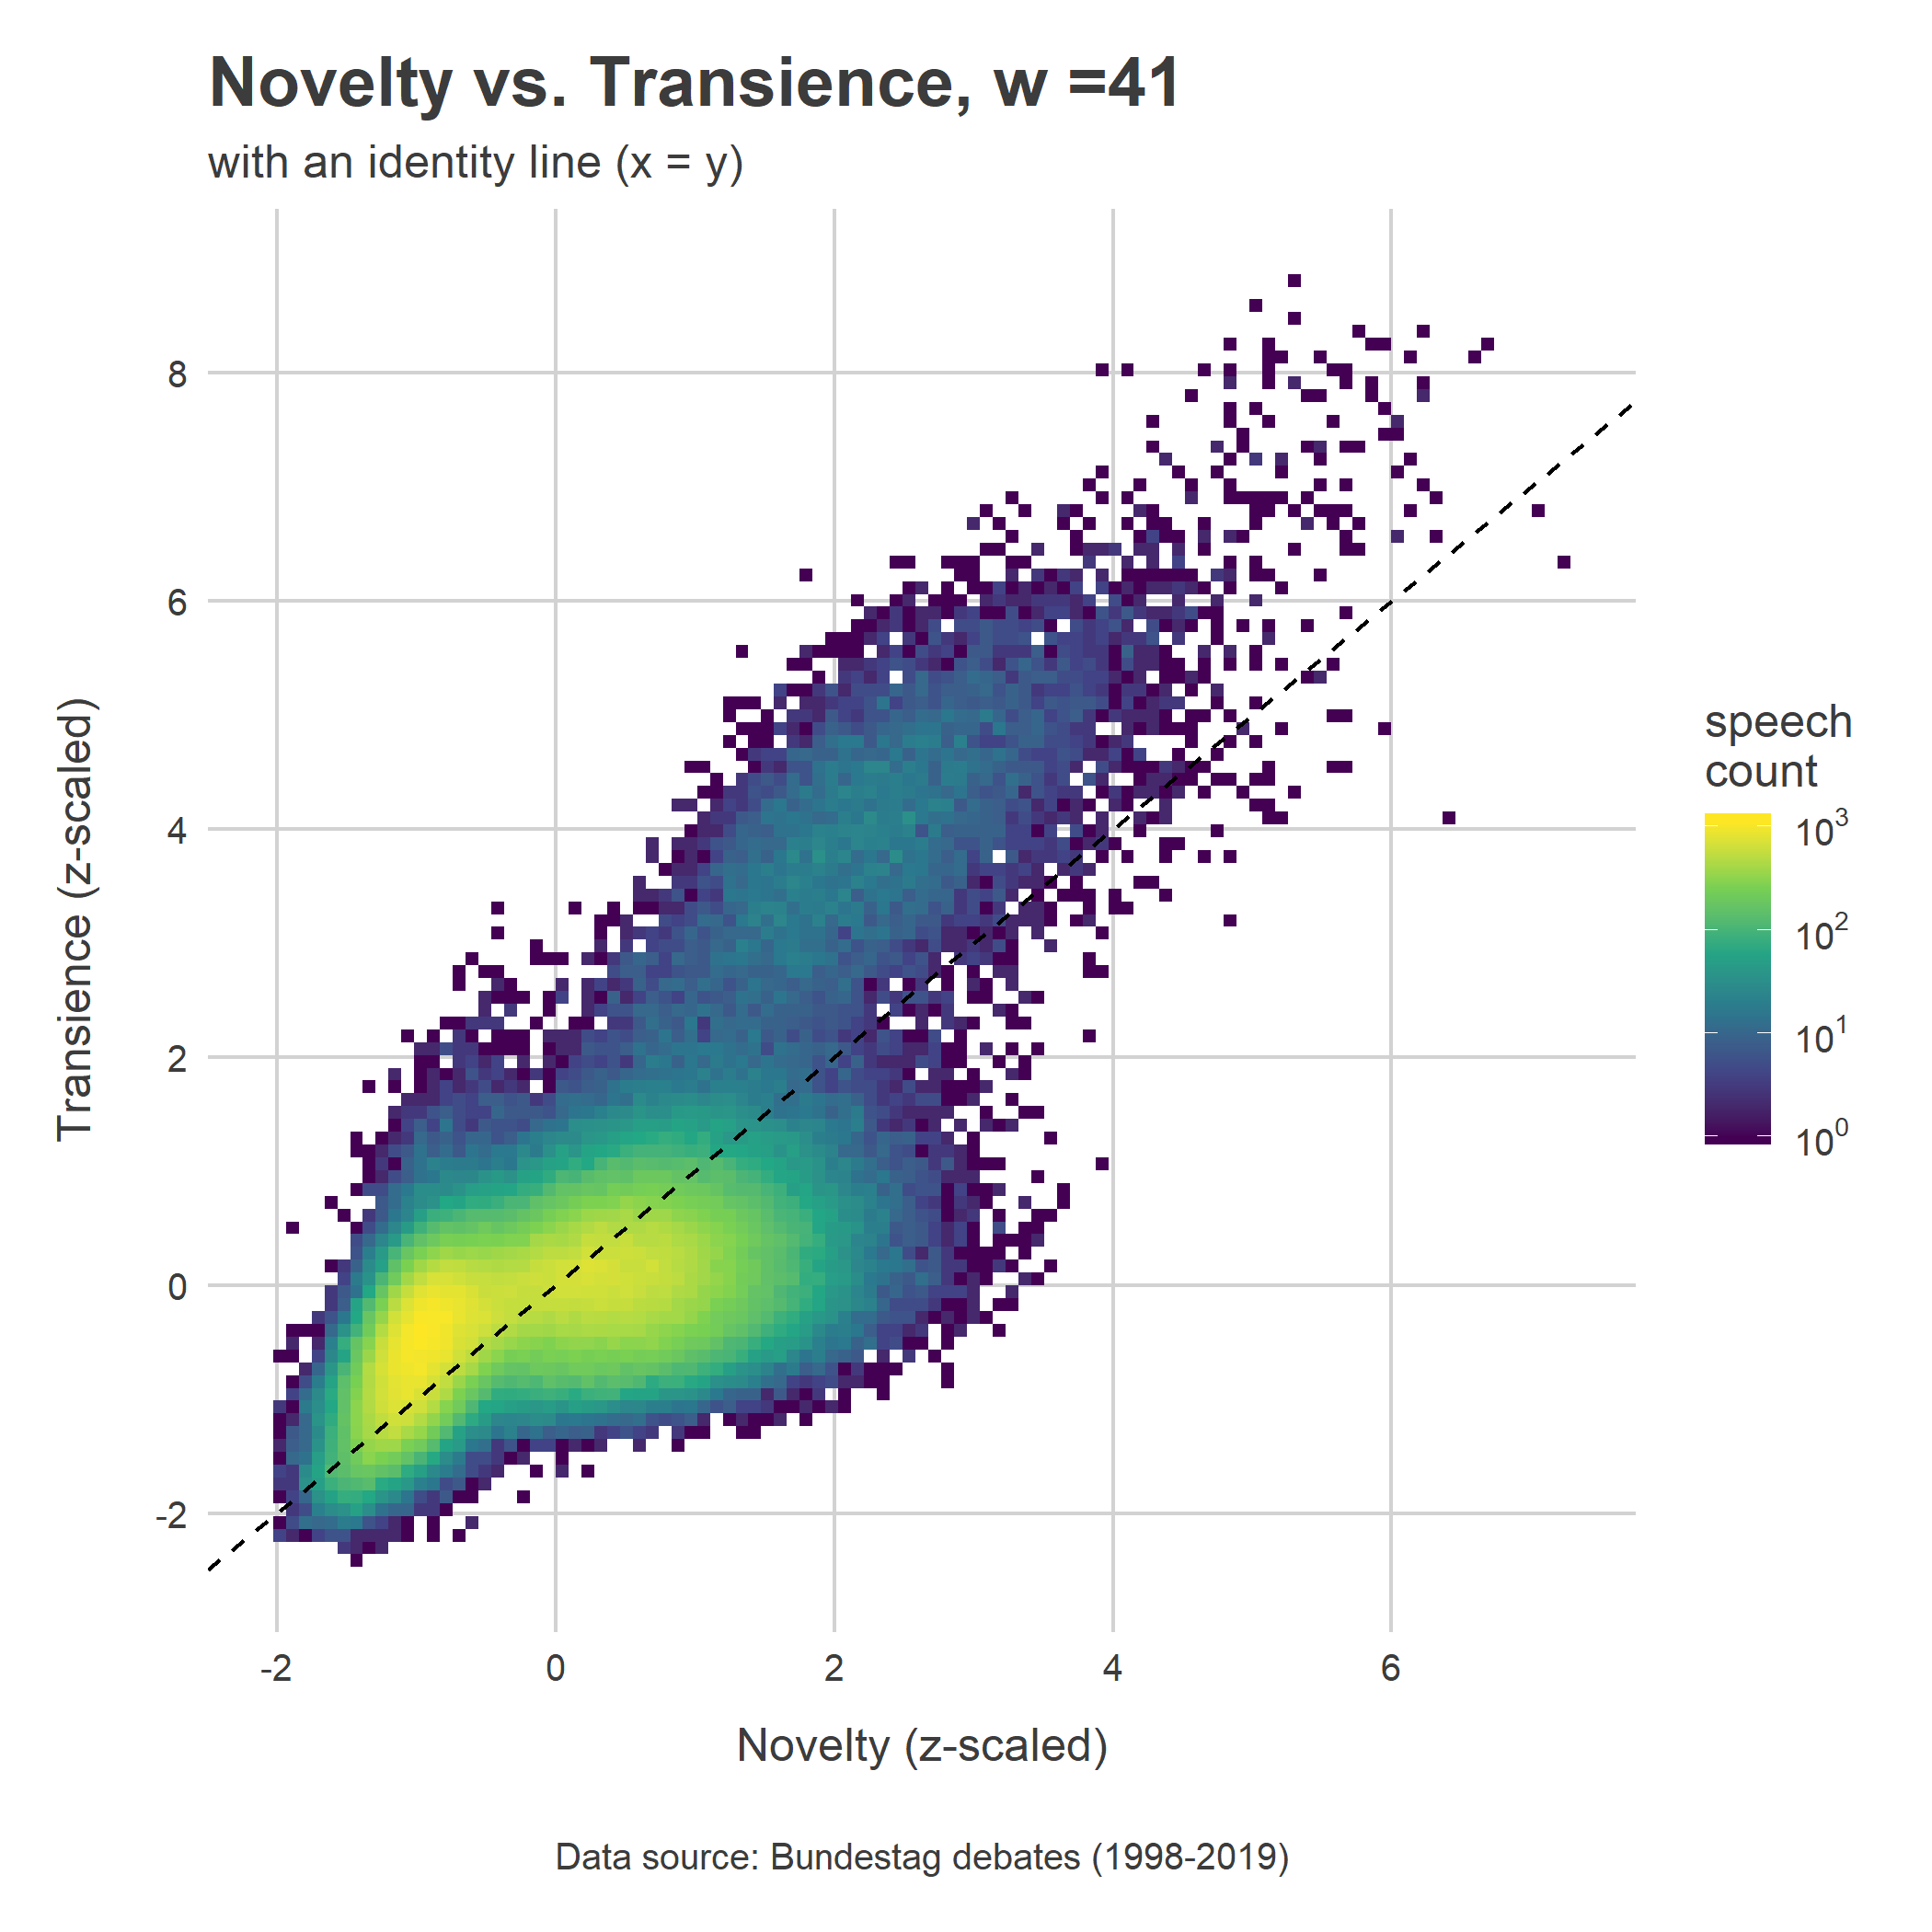 Novelty vs. Transience, w =41
with an identity line (x = y)
Transience (z-scaled)
8
6
4
2
0
-2
-2 0 2 4 6
Novelty (z-scaled)
speech
count
10³
10²
10¹
10⁰
Data source: Bundestag debates (1998-2019)